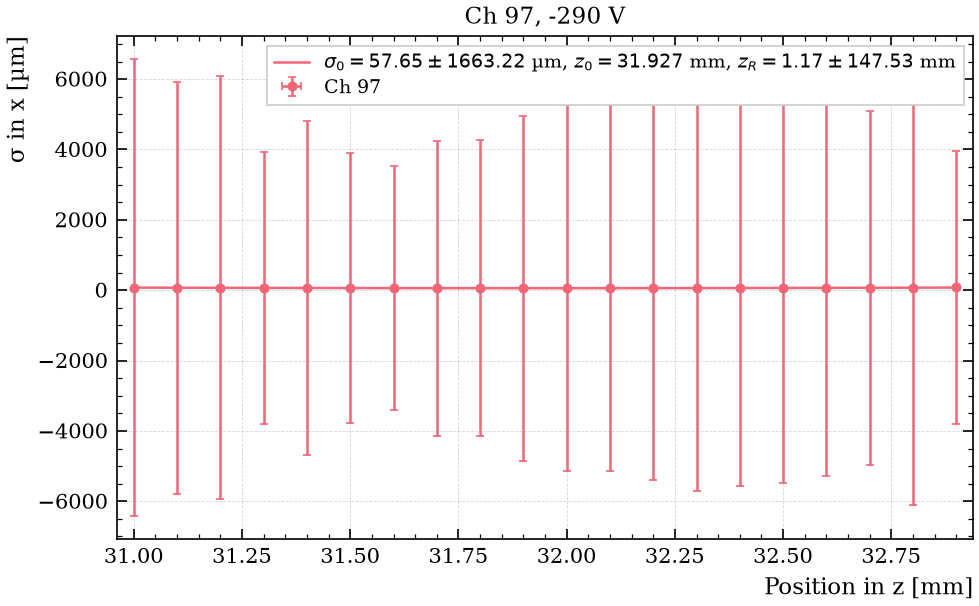 Ch 97, -290 V
σ in x [µm]
σ₀ = 57.65 ± 1663.22 µm, z₀ = 31.927 mm, z_R = 1.17 ± 147.53 mm
Ch 97
6000
4000
2000
0
−2000
−4000
−6000
31.00 31.25 31.50 31.75 32.00 32.25 32.50 32.75
Position in z [mm]